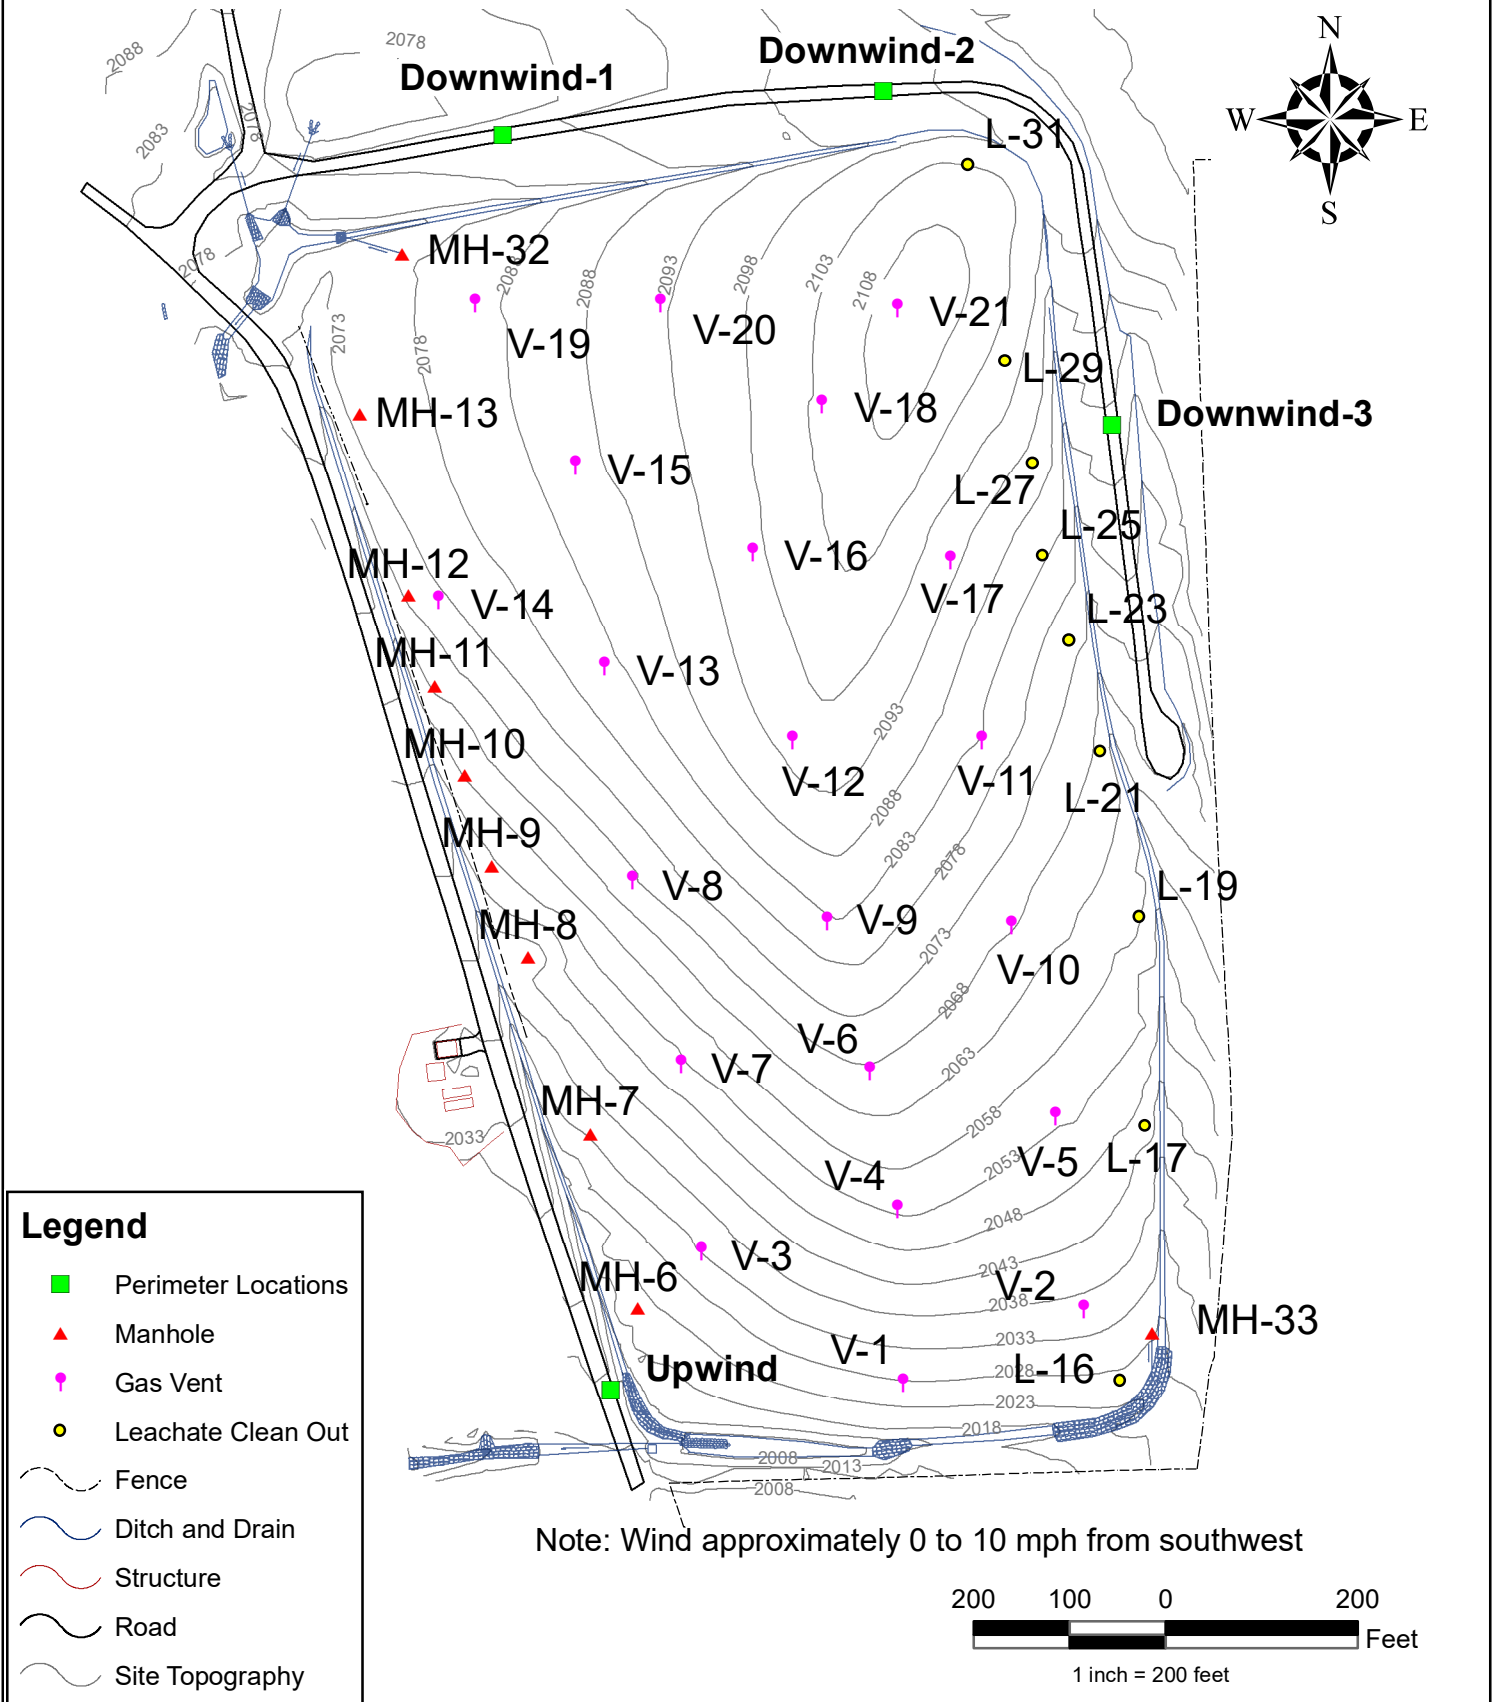 2088
2078
Downwind-1
Downwind-2
N
W
E
S
2083
2078
L-31
2078
MH-32
2083
2088
2093
2098
2103
2108
V-19
V-20
V-21
2073
2078
L-29
MH-13
V-18
Downwind-3
V-15
L-27
L-25
MH-12
V-14
V-16
V-17
L-23
MH-11
V-13
2093
MH-10
V-12
V-11
L-21
2088
2083
2078
MH-9
V-8
L-19
MH-8
V-9
2073
V-10
2068
V-6
2063
V-7
MH-7
2058
2033
2053
V-5
L-17
V-4
2048
V-3
2043
MH-6
V-2
2038
MH-33
2033
V-1
Upwind
2028
L-16
2023
2018
2008
2013
2008
Legend
Perimeter Locations
Manhole
Gas Vent
Leachate Clean Out
Fence
Ditch and Drain
Structure
Road
Site Topography
Note: Wind approximately 0 to 10 mph from southwest
200 100 0 200
Feet
1 inch = 200 feet